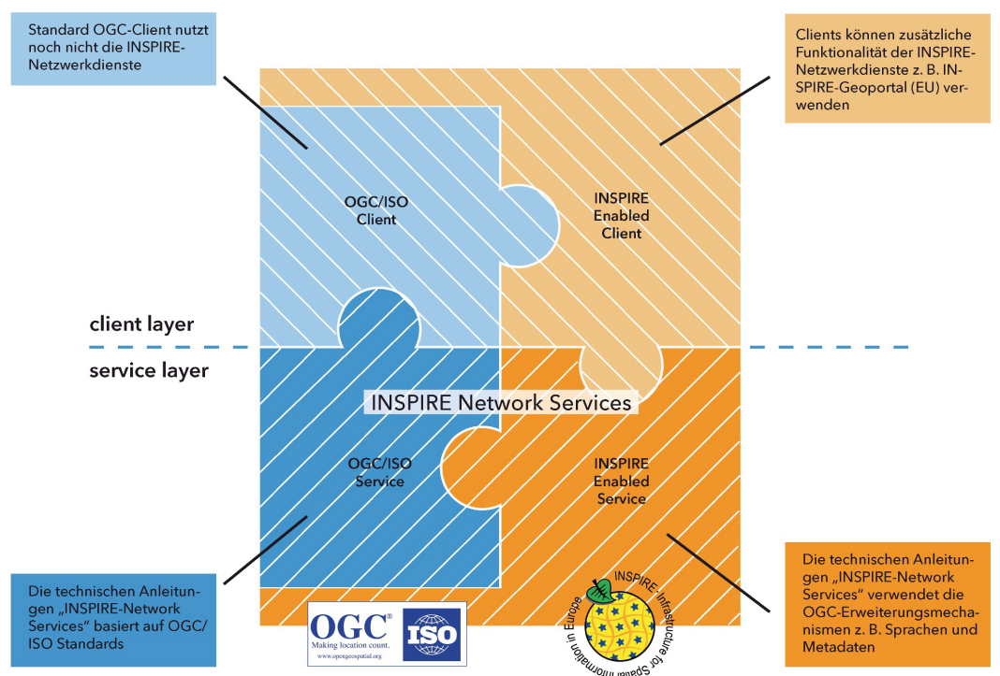 Standard OGC-Client nutzt
noch nicht die INSPIRE-
Netzwerkdienste
Clients können zusätzliche
Funktionalität der INSPIRE-
Netzwerkdienste z. B. IN-
SPIRE-Geoportal (EU) ver-
wenden
OGC/ISO
Client
INSPIRE
Enabled
Client
client layer
service layer
INSPIRE Network Services
OGC/ISO
Service
INSPIRE
Enabled
Service
Die technischen Anleitun-
gen „INSPIRE-Network
Services“ basiert auf OGC/
ISO Standards
OGC®
Making location count.
www.opengeospatial.org
ISO
INSPIRE-Infrastructure for Spatial Information in Europe
Die technischen Anleitun-
gen „INSPIRE-Network
Services“ verwendet die
OGC-Erweiterungsmecha-
nismen z. B. Sprachen und
Metadaten